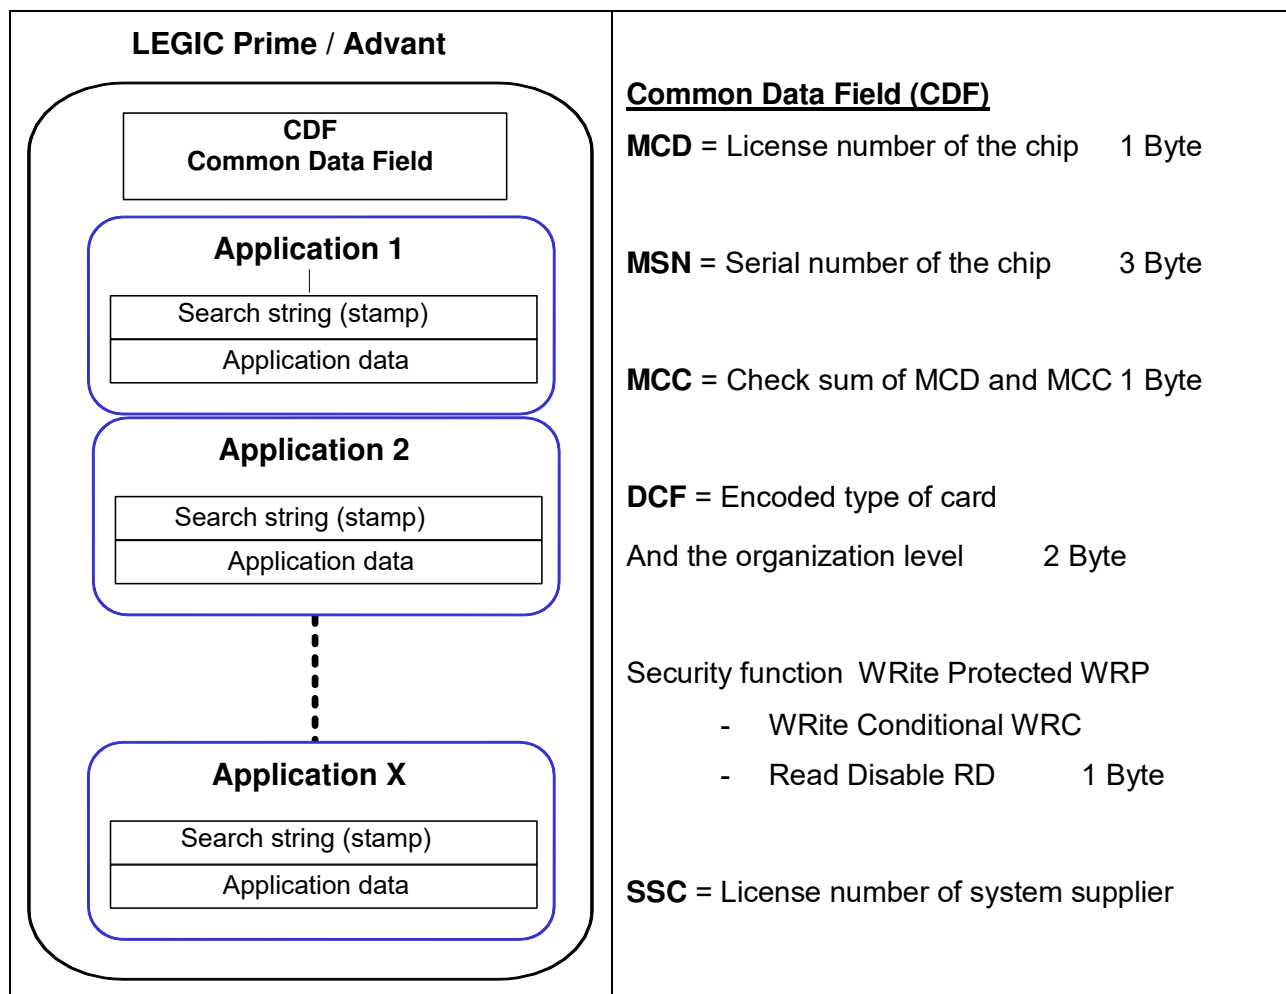 LEGIC Prime / Advant
CDF
Common Data Field
Application 1
Search string (stamp)
Application data
Application 2
Search string (stamp)
Application data
Application X
Search string (stamp)
Application data
Common Data Field (CDF)
MCD = License number of the chip 1 Byte
MSN = Serial number of the chip 3 Byte
MCC = Check sum of MCD and MCC 1 Byte
DCF = Encoded type of card
And the organization level 2 Byte
Security function WRite Protected WRP
- WRite Conditional WRC
- Read Disable RD 1 Byte
SSC = License number of system supplier